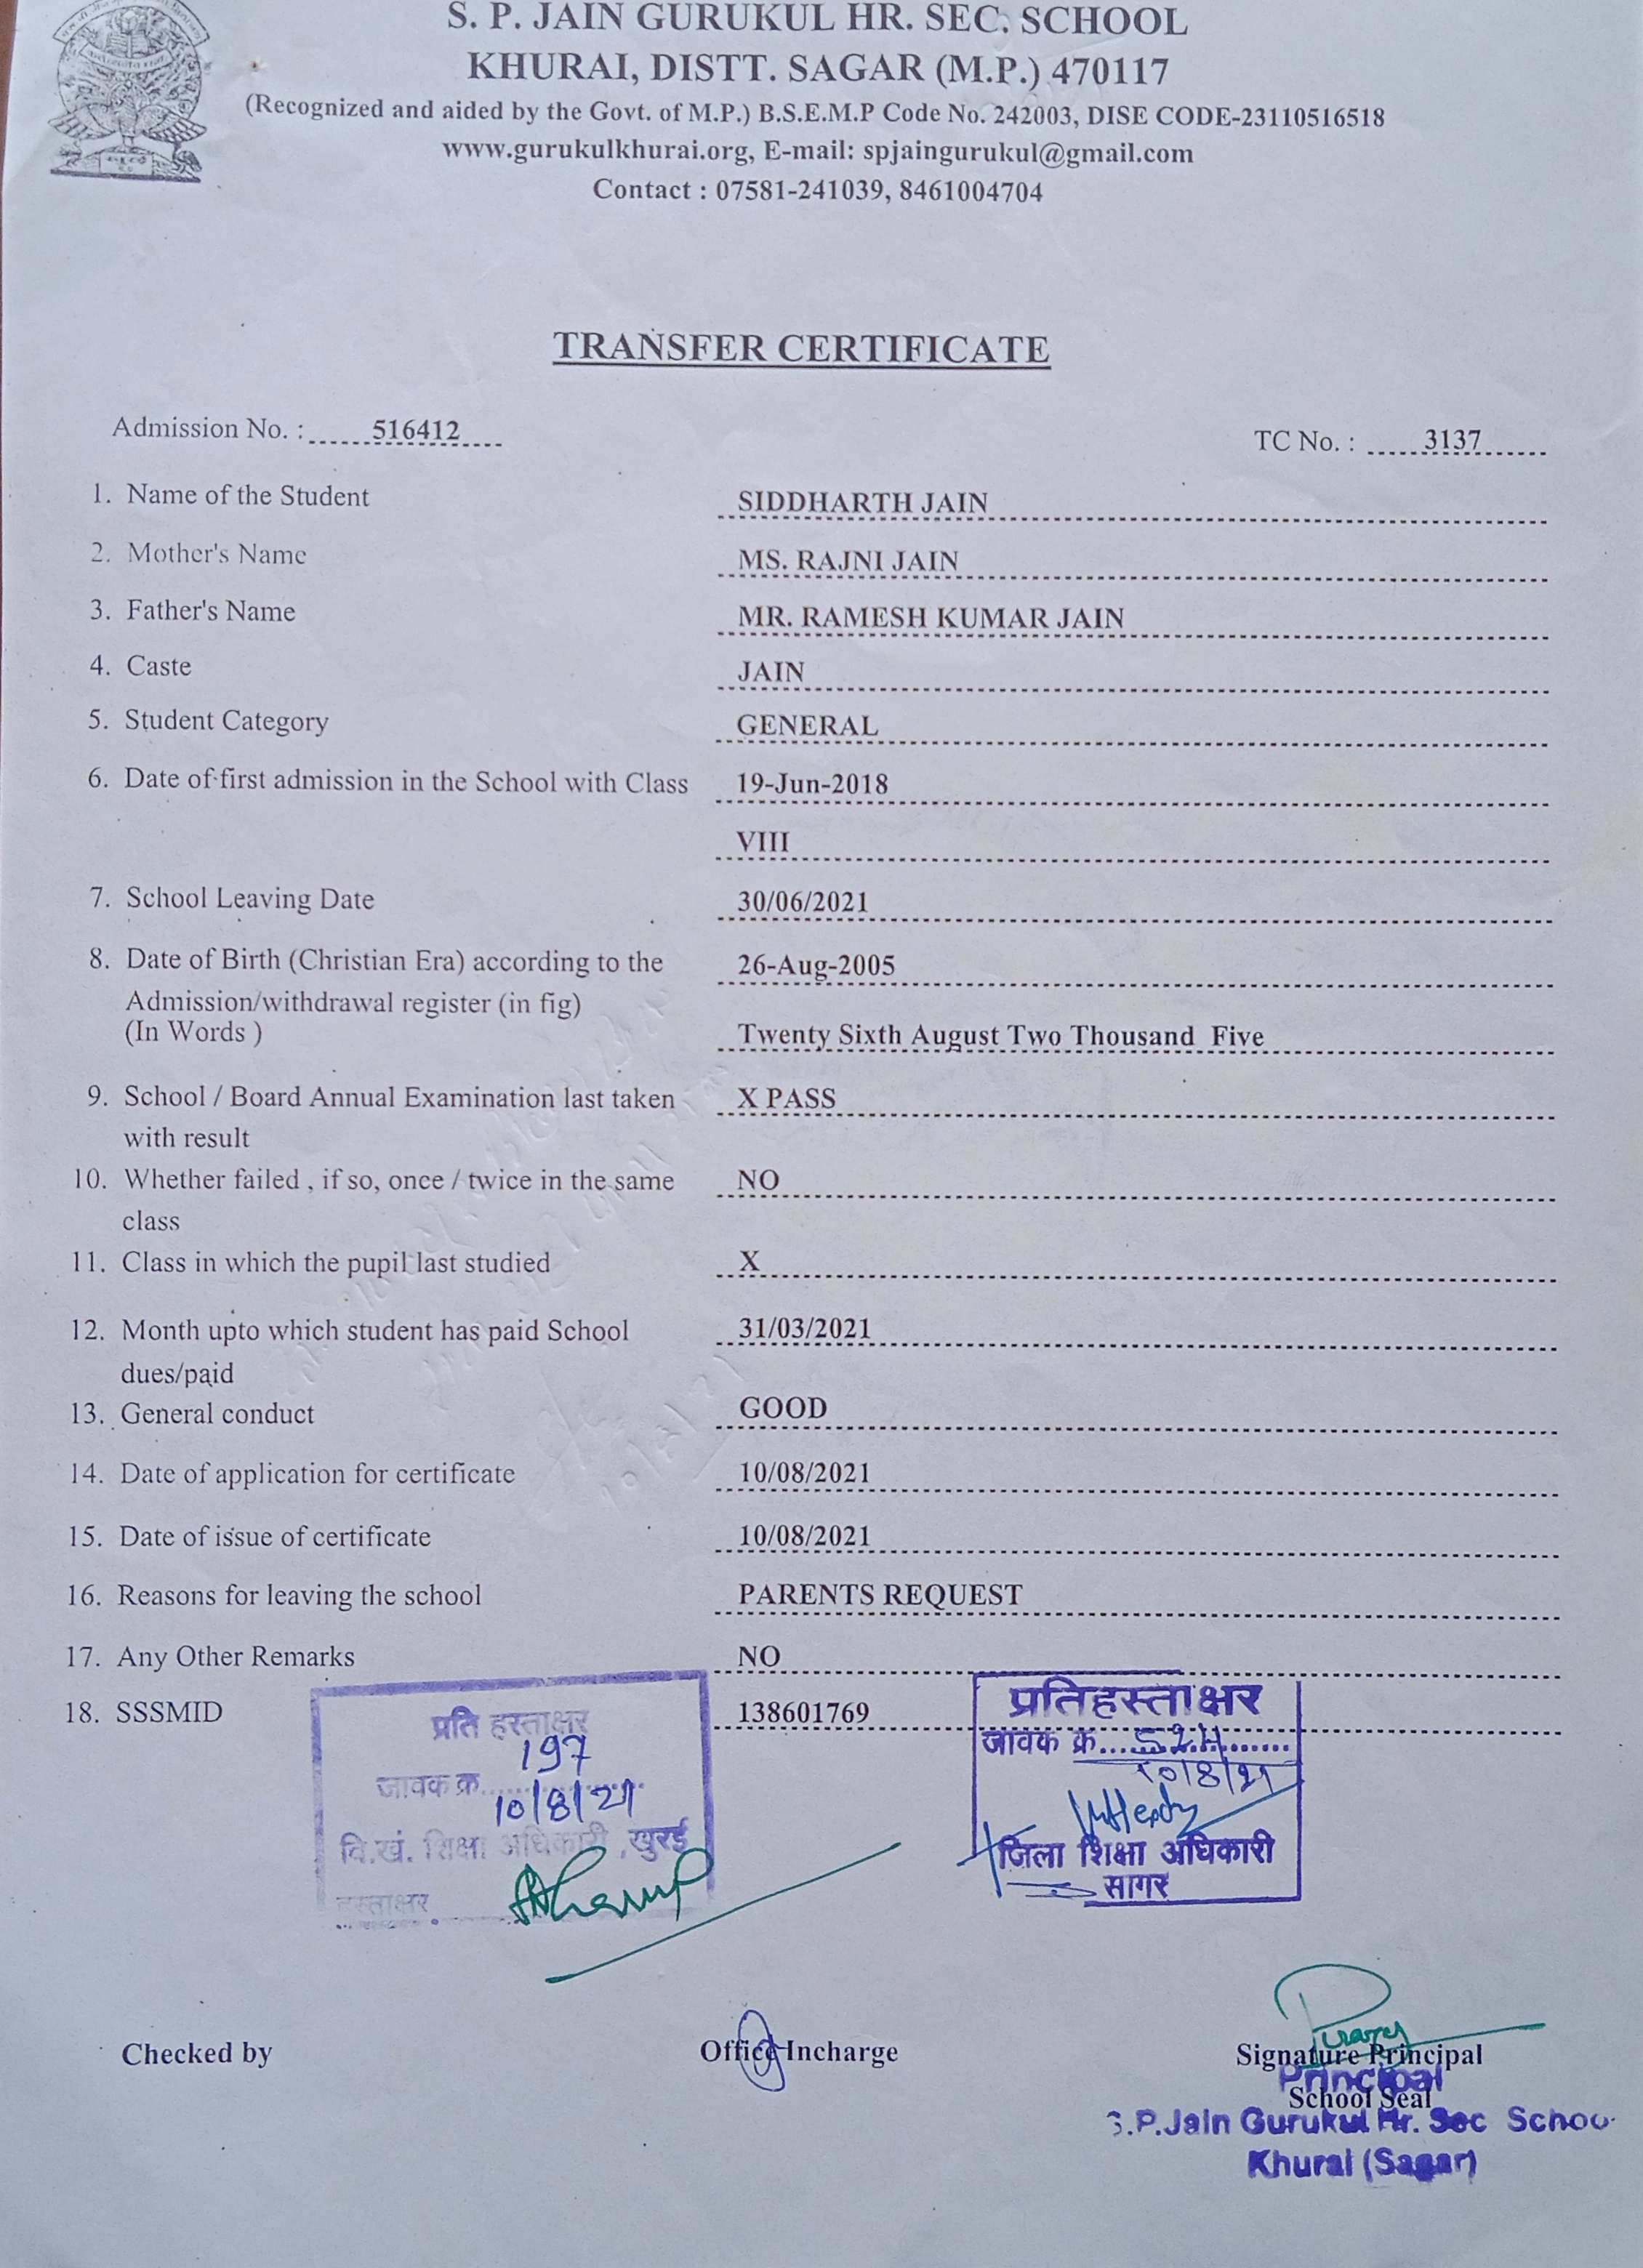 S. P. JAIN GURUKUL HR. SEC. SCHOOL
KHURAI, DISTT. SAGAR (M.P.) 470117
(Recognized and aided by the Govt. of M.P.) B.S.E.M.P Code No. 242003, DISE CODE-23110516518
www.gurukulkhurai.org, E-mail: spjaingurukul@gmail.com
Contact : 07581-241039, 8461004704
TRANSFER CERTIFICATE
Admission No. : 516412
TC No. : 3137
1. Name of the Student SIDDHARTH JAIN
2. Mother's Name MS. RAJNI JAIN
3. Father's Name MR. RAMESH KUMAR JAIN
4. Caste JAIN
5. Student Category GENERAL
6. Date of first admission in the School with Class 19-Jun-2018
VIII
7. School Leaving Date 30/06/2021
8. Date of Birth (Christian Era) according to the 26-Aug-2005
Admission/withdrawal register (in fig)
(In Words ) Twenty Sixth August Two Thousand Five
9. School / Board Annual Examination last taken X PASS
with result
10. Whether failed , if so, once / twice in the same NO
class
11. Class in which the pupil last studied X
12. Month upto which student has paid School 31/03/2021
dues/paid
13. General conduct GOOD
14. Date of application for certificate 10/08/2021
15. Date of issue of certificate 10/08/2021
16. Reasons for leaving the school PARENTS REQUEST
17. Any Other Remarks NO
18. SSSMID 138601769
प्रति हस्ताक्षर
197
जावक क्र.
10/8/21
वि.खं. शिक्षा अधिकारी, खुरई
हस्ताक्षर
प्रतिहस्ताक्षर
जावक क्र.
10/8/21
जिला शिक्षा अधिकारी
सागर
Checked by
Office Incharge
Signature Principal
Principal
School Seal
S.P.Jain Gurukul Hr. Sec Schoo
Khurai (Sagar)